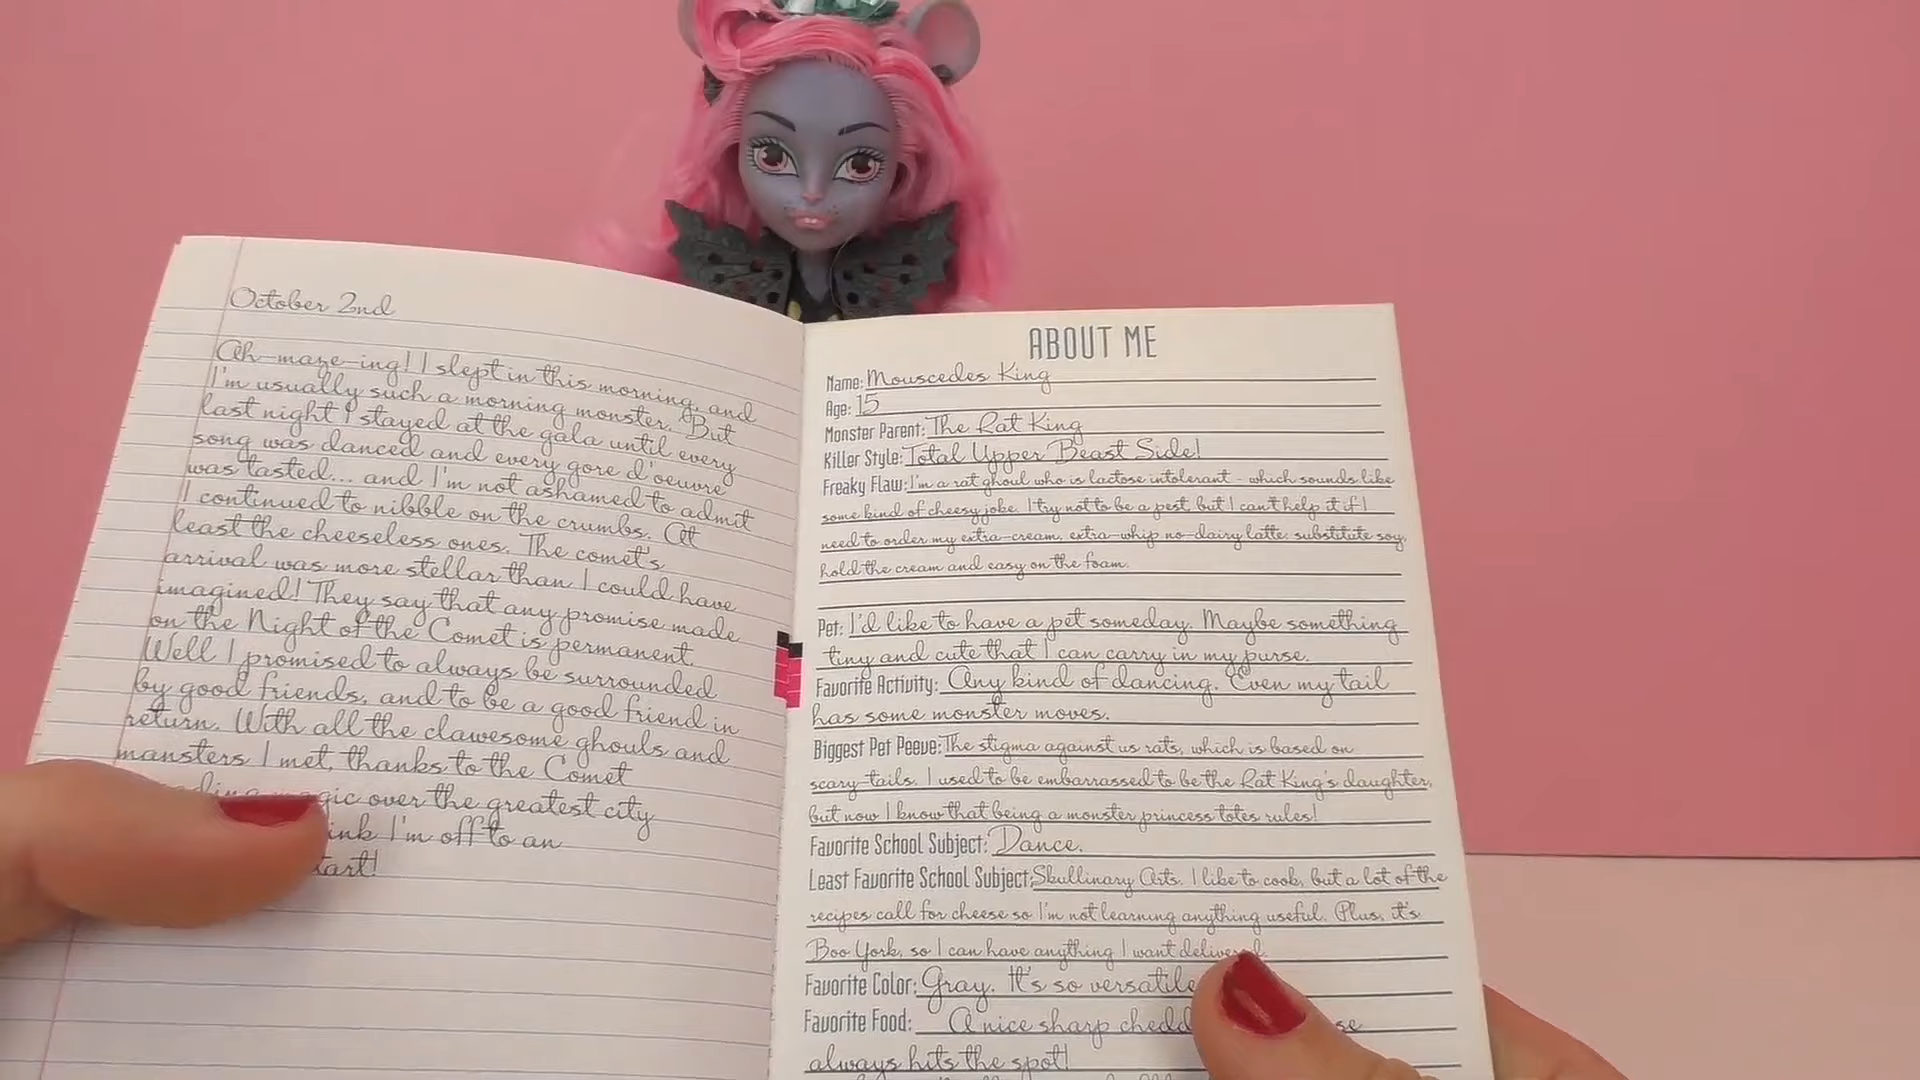 October 2nd
Ah-maze-ing! I slept in this morning, and
I'm usually such a morning monster. But
last night I stayed at the gala until every
song was danced and every gore d'oeuvre
was tasted... and I'm not ashamed to admit
I continued to nibble on the crumbs. At
least the cheeseless ones. The comet's
arrival was more stellar than I could have
imagined! They say that any promise made
on the Night of the Comet is permanent.
Well I promised to always be surrounded
by good friends, and to be a good friend in
return. With all the clawesome ghouls and
mansters I met, thanks to the Comet
over the greatest city
I'm off to an
ABOUT ME
Name: Mouscedes King
Age: 15
Monster Parent: The Rat King
Killer Style: Total Upper Beast Side!
Freaky Flaw: I'm a rat ghoul who is lactose intolerant - which sounds like
some kind of cheesy joke. I try not to be a pest, but I can't help it if I
need to order my extra-cream, extra-whip no-dairy latte, substitute soy,
hold the cream and easy on the foam.
Pet: I'd like to have a pet someday. Maybe something
tiny and cute that I can carry in my purse.
Favorite Activity: Any kind of dancing. Even my tail
has some monster moves.
Biggest Pet Peeve: The stigma against us rats, which is based on
scary tails. I used to be embarrassed to be the Rat King's daughter,
but now I know that being a monster princess totes rules!
Favorite School Subject: Dance.
Least Favorite School Subject: Skullinary Arts. I like to cook, but a lot of the
recipes call for cheese so I'm not learning anything useful. Plus, it's
Boo York, so I can have anything I want
Favorite Color: Gray. It's so versatile
Favorite Food: A nice sharp
always hits the spot!